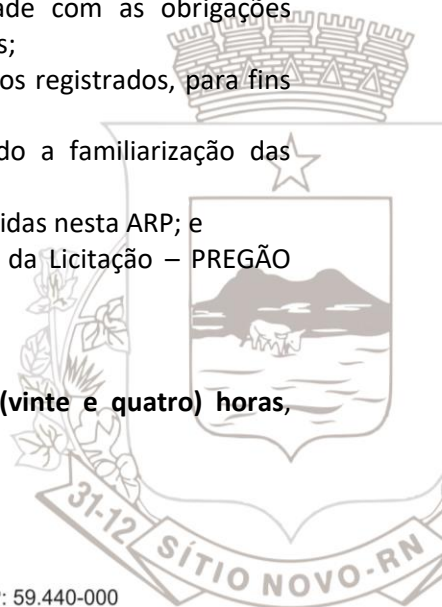 ade com as obrigações
s;
os registrados, para fins
do a familiarização das
idas nesta ARP; e
da Licitação – PREGÃO
(vinte e quatro) horas,
31-12
SÍTIO NOVO-RN
: 59.440-000